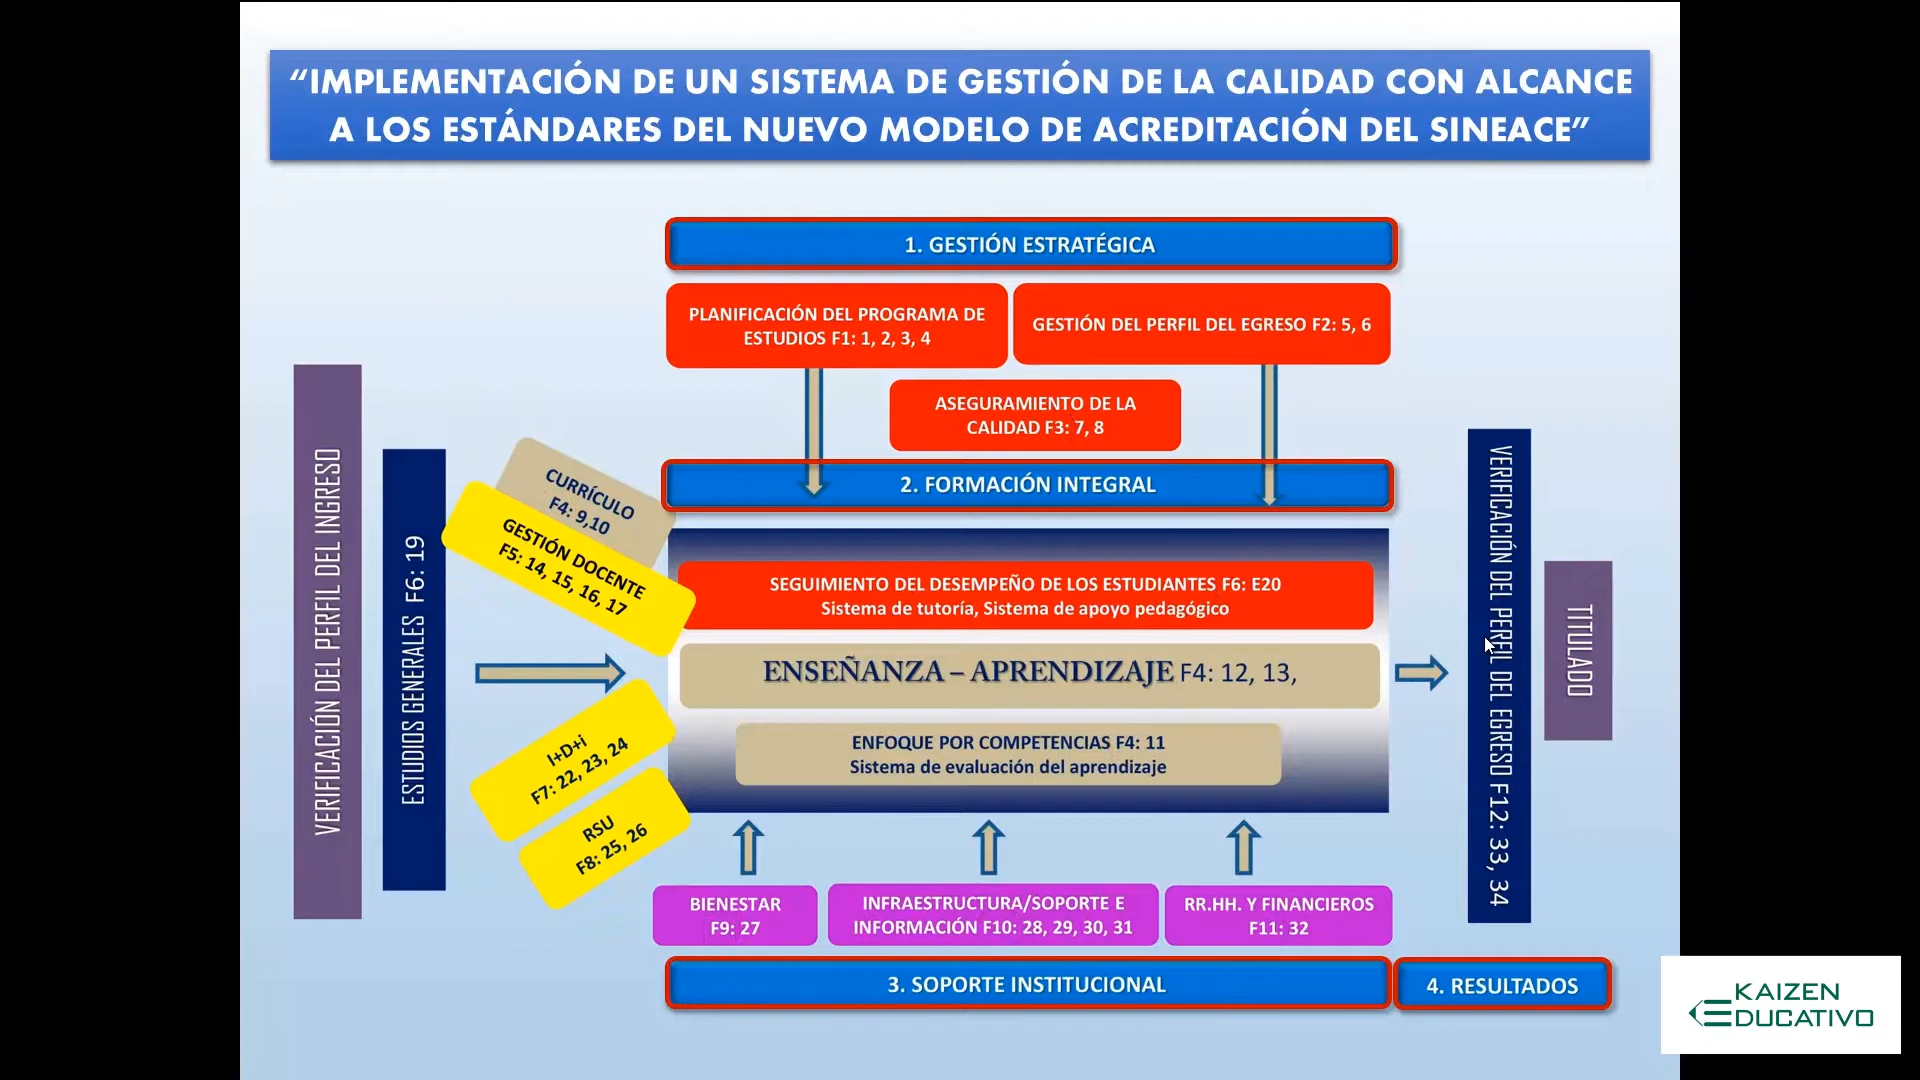 “IMPLEMENTACIÓN DE UN SISTEMA DE GESTIÓN DE LA CALIDAD CON ALCANCE
A LOS ESTÁNDARES DEL NUEVO MODELO DE ACREDITACIÓN DEL SINEACE”
1. GESTIÓN ESTRATÉGICA
PLANIFICACIÓN DEL PROGRAMA DE
ESTUDIOS F1: 1, 2, 3, 4
GESTIÓN DEL PERFIL DEL EGRESO F2: 5, 6
ASEGURAMIENTO DE LA
CALIDAD F3: 7, 8
2. FORMACIÓN INTEGRAL
VERIFICACIÓN DEL PERFIL DEL INGRESO
ESTUDIOS GENERALES F6: 19
CURRÍCULO
F4: 9,10
GESTIÓN DOCENTE
F5: 14, 15, 16, 17
SEGUIMIENTO DEL DESEMPEÑO DE LOS ESTUDIANTES F6: E20
Sistema de tutoría, Sistema de apoyo pedagógico
ENSEÑANZA – APRENDIZAJE F4: 12, 13,
ENFOQUE POR COMPETENCIAS F4: 11
Sistema de evaluación del aprendizaje
I+D+i
F7: 22, 23, 24
RSU
F8: 25, 26
VERIFICACIÓN DEL PERFIL DEL EGRESO F12: 33, 34
TITULADO
BIENESTAR
F9: 27
INFRAESTRUCTURA/SOPORTE E
INFORMACIÓN F10: 28, 29, 30, 31
RR.HH. Y FINANCIEROS
F11: 32
3. SOPORTE INSTITUCIONAL
4. RESULTADOS
KAIZEN
EDUCATIVO